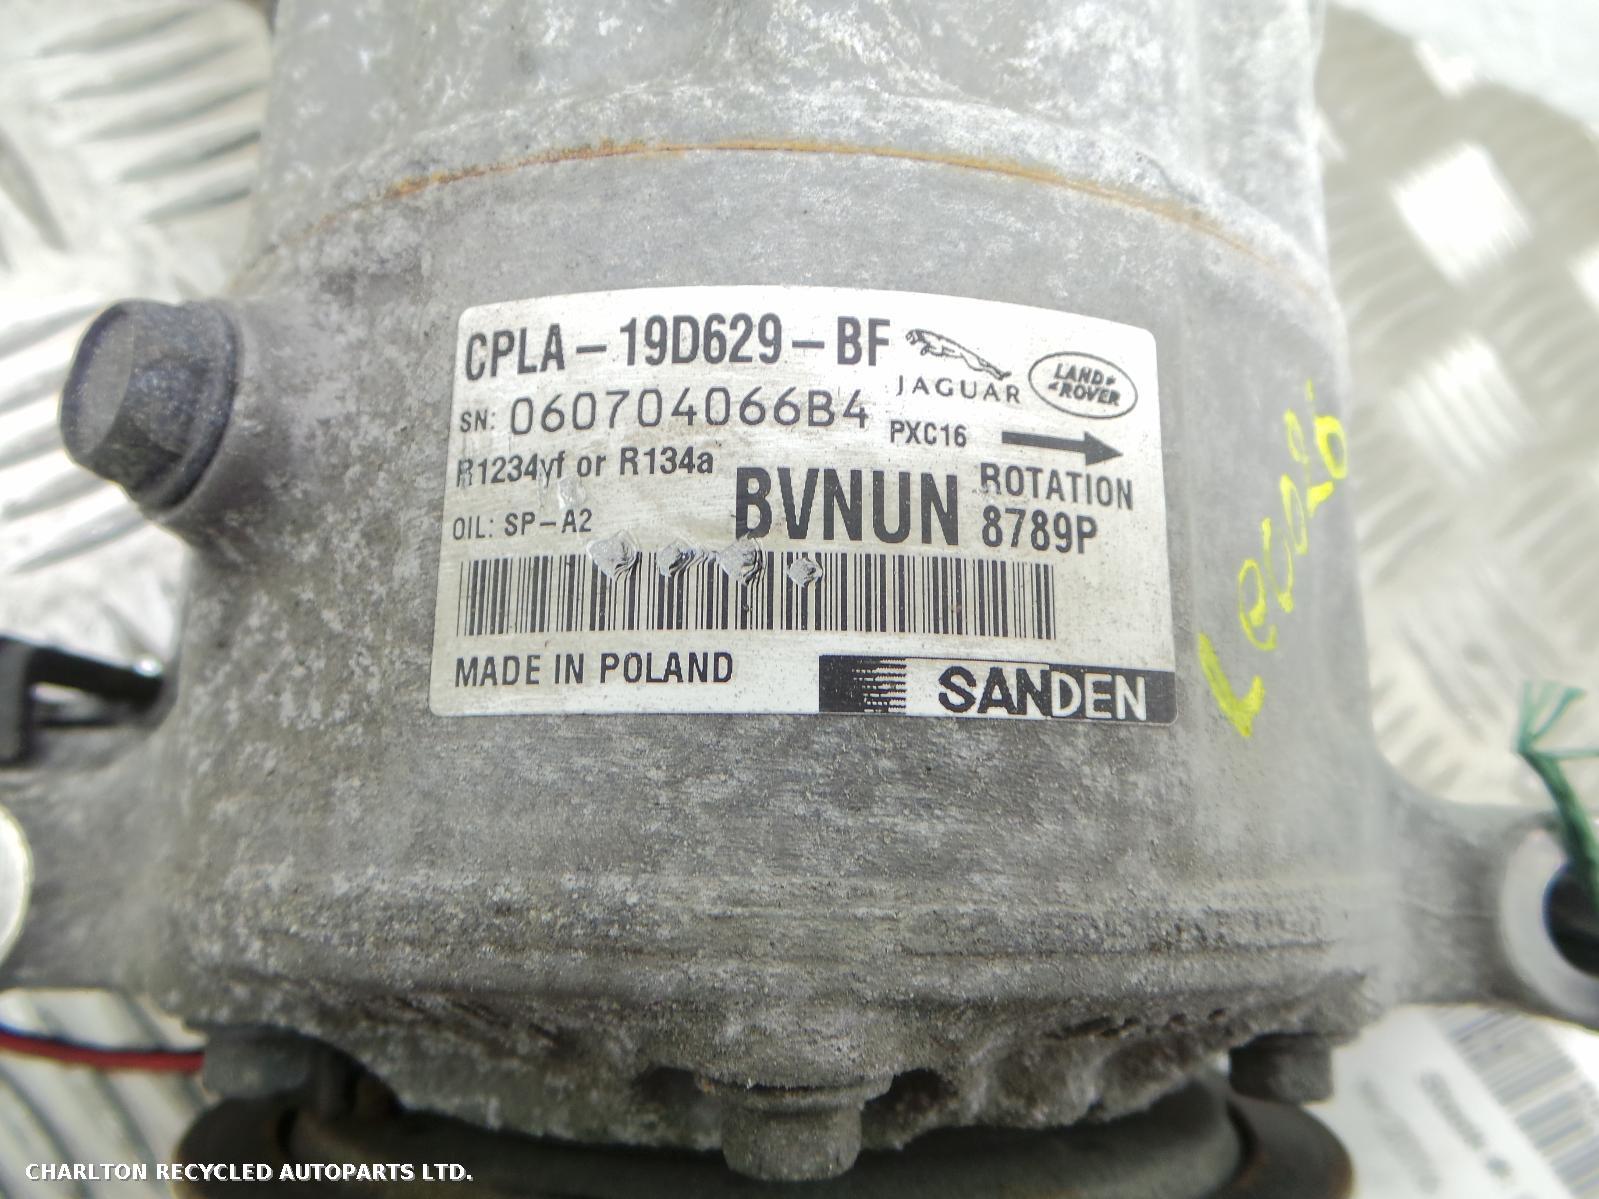 CPLA-19D629-BF
JAGUAR
LAND ROVER
SN: 060704066B4
PXC16
R1234yf or R134a
BVNUN
ROTATION
OIL: SP-A2
8789P
MADE IN POLAND
SANDEN
CHARLTON RECYCLED AUTOPARTS LTD.